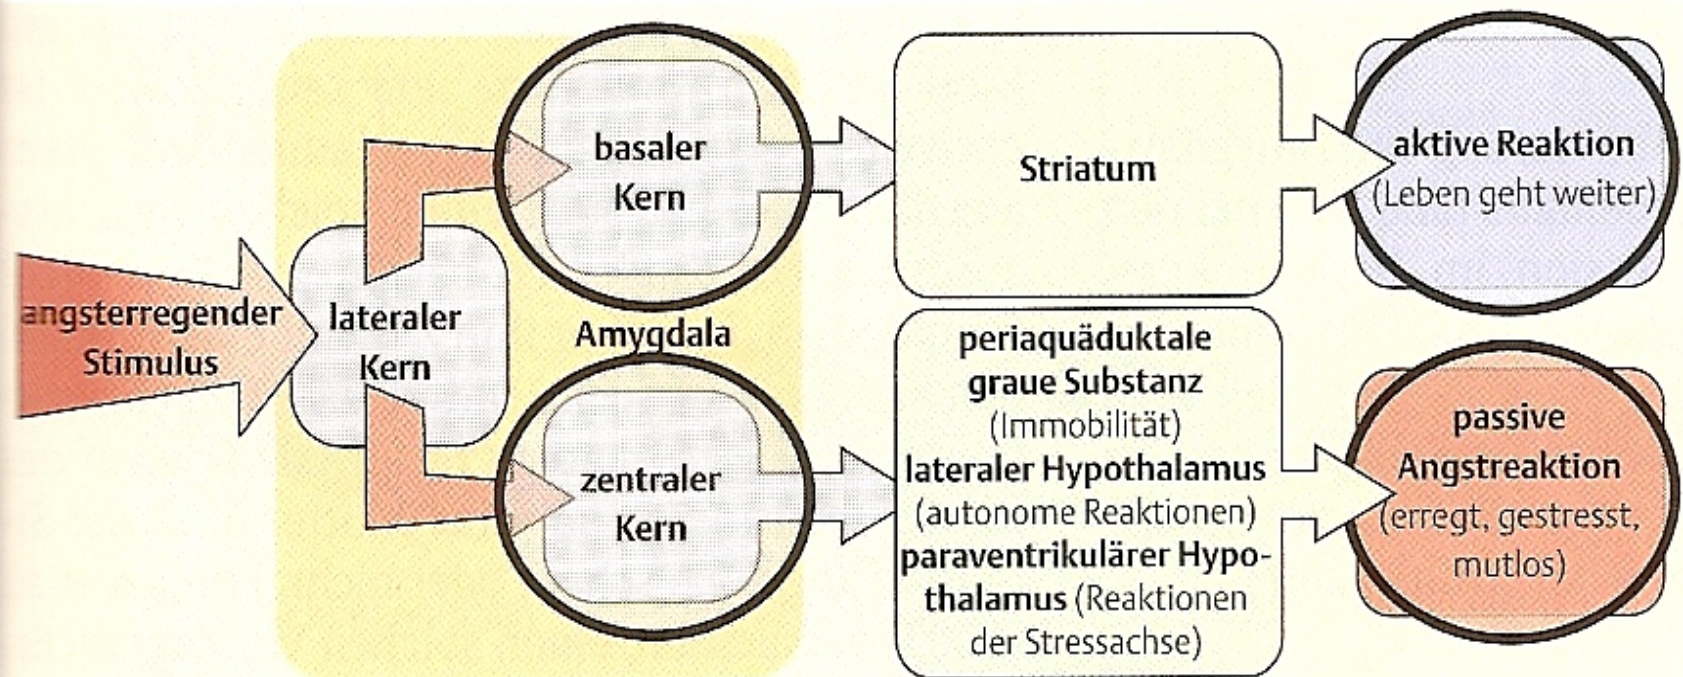 angsterregender
Stimulus
lateraler
Kern
basaler
Kern
Amygdala
zentraler
Kern
Striatum
periaquäduktale
graue Substanz
(Immobilität)
lateraler Hypothalamus
(autonome Reaktionen)
paraventrikulärer Hypo-
thalamus (Reaktionen
der Stressachse)
aktive Reaktion
(Leben geht weiter)
passive
Angstreaktion
(erregt, gestresst,
mutlos)